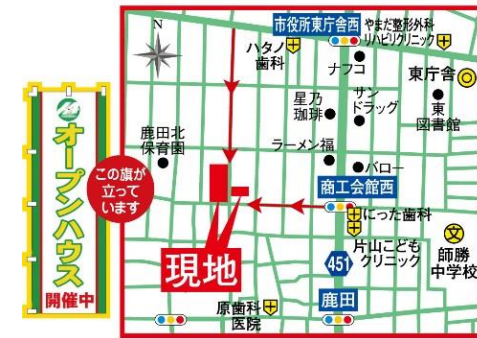 オープンハウス
開催中
この旗が
立って
います
N
市役所東庁舎西
やまだ整形外科
リハビリクリニック
ハタノ
歯科
ナフコ
東庁舎
東
図書館
星乃
珈琲
サン
ドラッグ
鹿田北
保育園
ラーメン福
バロー
商工会館西
にった歯科
片山こども
クリニック
文
師勝
中学校
451
現地
原歯科
医院
鹿田